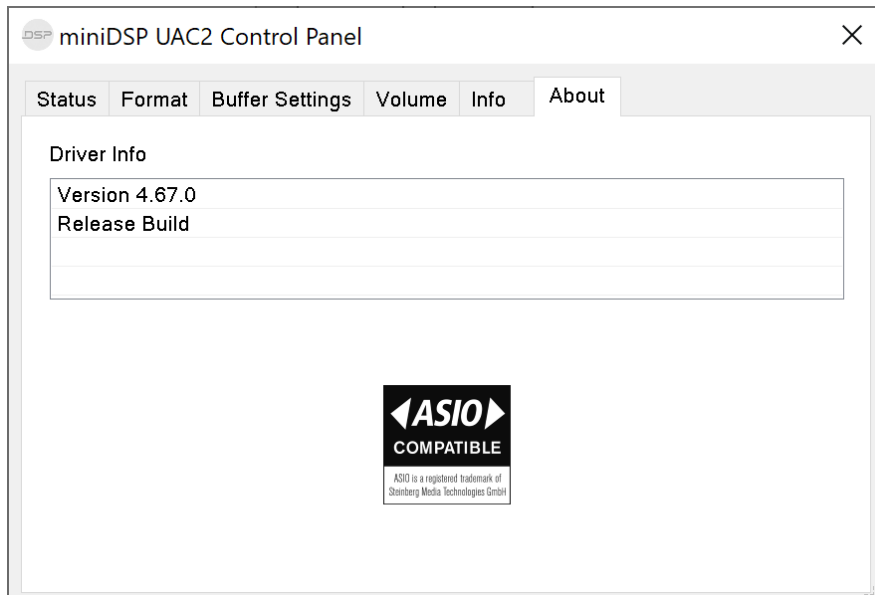 DSP miniDSP UAC2 Control Panel
Status Format Buffer Settings Volume Info About
Driver Info
Version 4.67.0
Release Build
ASIO
COMPATIBLE
ASIO is a registered trademark of
Steinberg Media Technologies GmbH